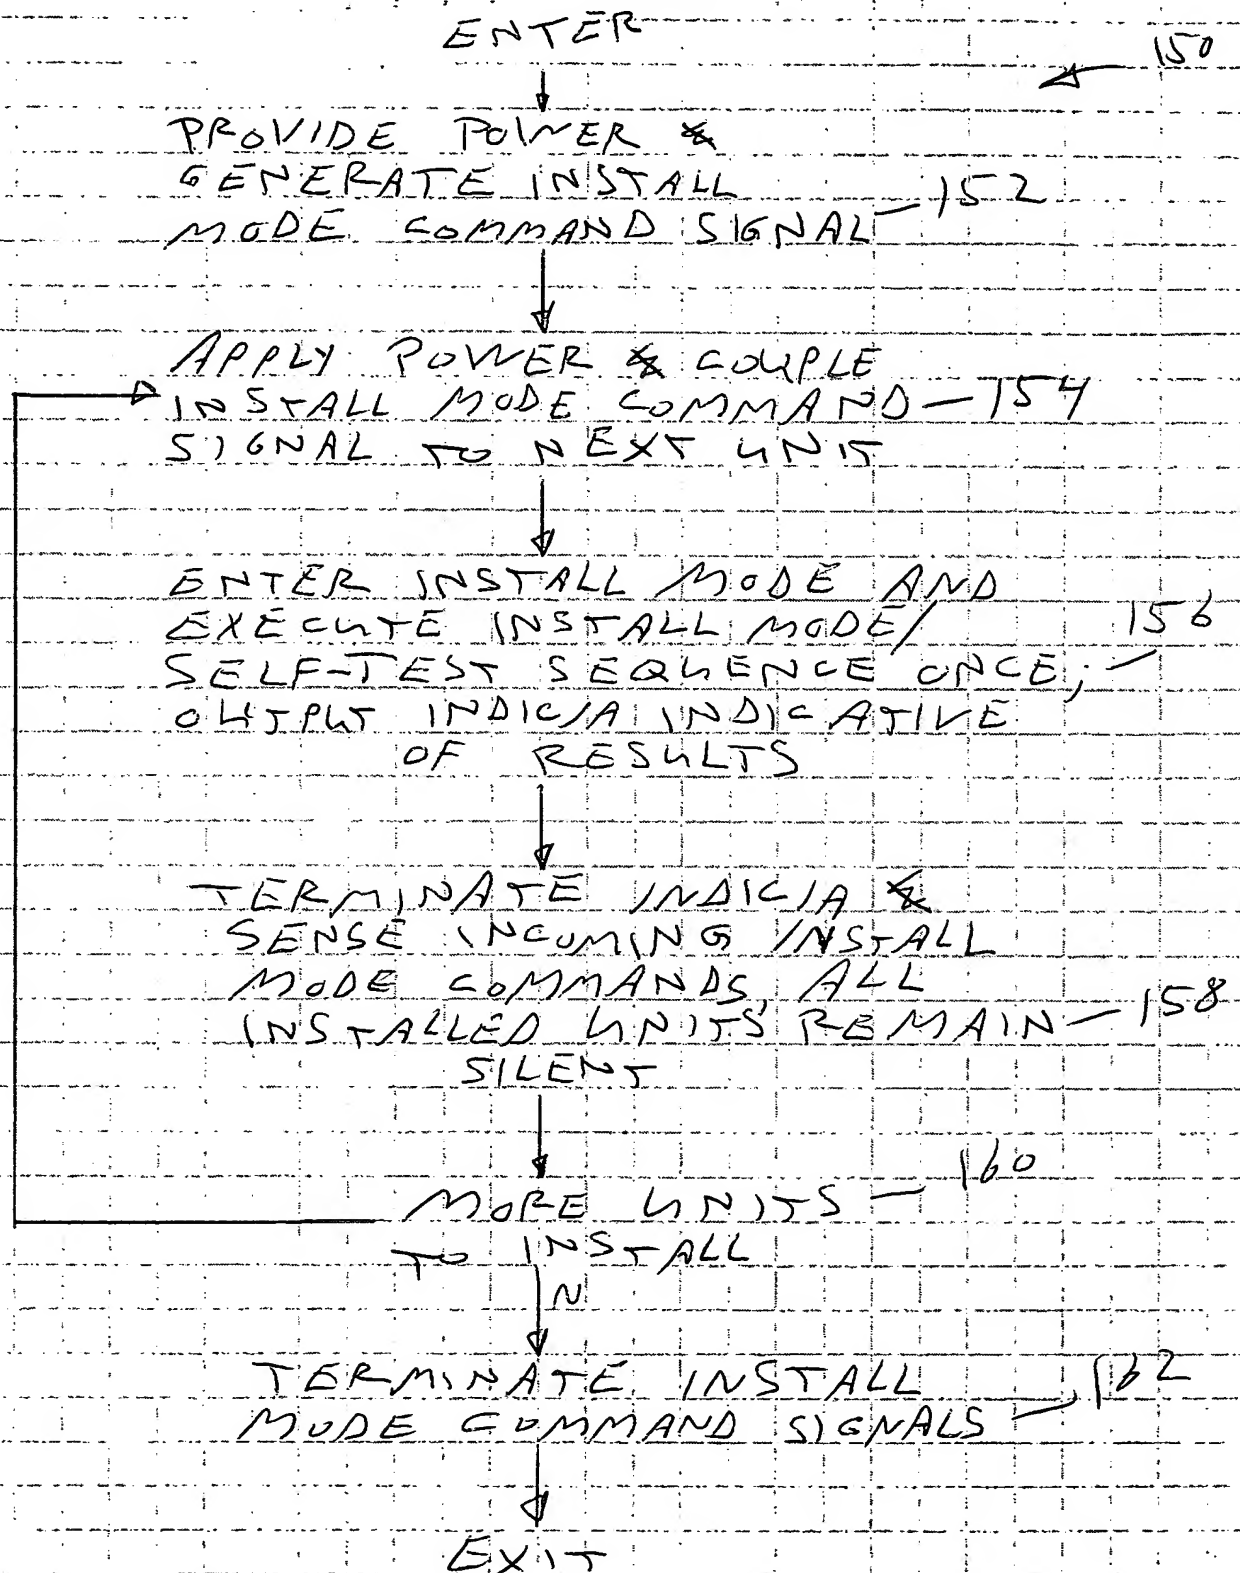 ENTER
150
PROVIDE POWER &
GENERATE INSTALL
MODE COMMAND SIGNAL - 152
APPLY POWER & COUPLE
INSTALL MODE COMMAND - 154
SIGNAL TO NEXT UNIT
ENTER INSTALL MODE AND
EXECUTE INSTALL MODE/ 156
SELF-TEST SEQUENCE ONCE;
OUTPUT INDICIA INDICATIVE
OF RESULTS
TERMINATE INDICIA &
SENSE INCOMING INSTALL
MODE COMMANDS, ALL
INSTALLED UNITS REMAIN - 158
SILENT
MORE UNITS - 160
TO INSTALL
N
TERMINATE INSTALL 162
MODE COMMAND SIGNALS
EXIT